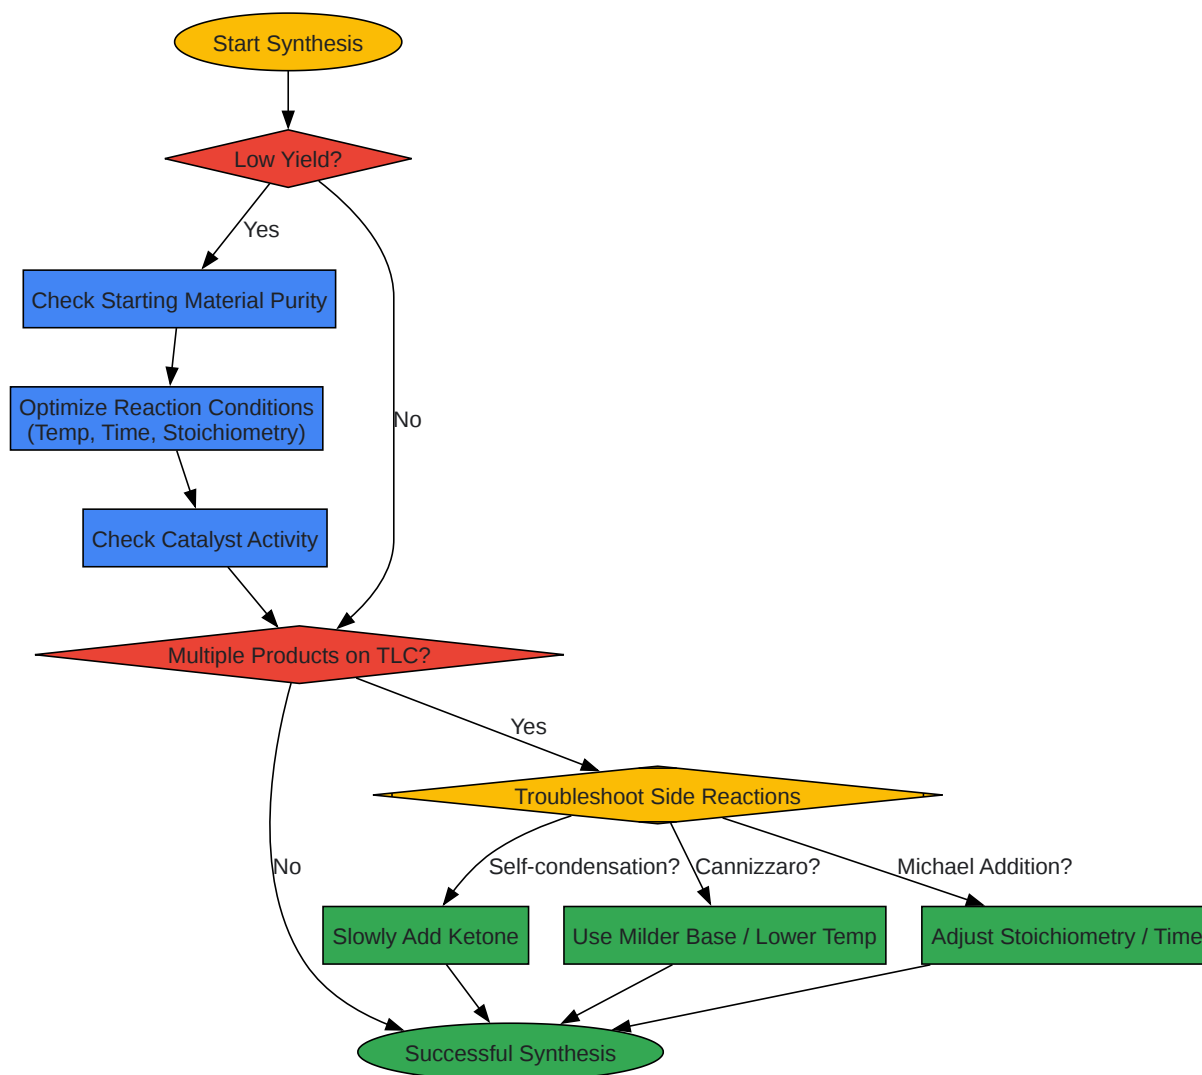 Start Synthesis
Low Yield?
Yes
Check Starting Material Purity
Optimize Reaction Conditions
(Temp, Time, Stoichiometry)
No
Check Catalyst Activity
Multiple Products on TLC?
Yes
Troubleshoot Side Reactions
No
Self-condensation?
Cannizzaro?
Michael Addition?
Slowly Add Ketone
Use Milder Base / Lower Temp
Adjust Stoichiometry / Time
Successful Synthesis